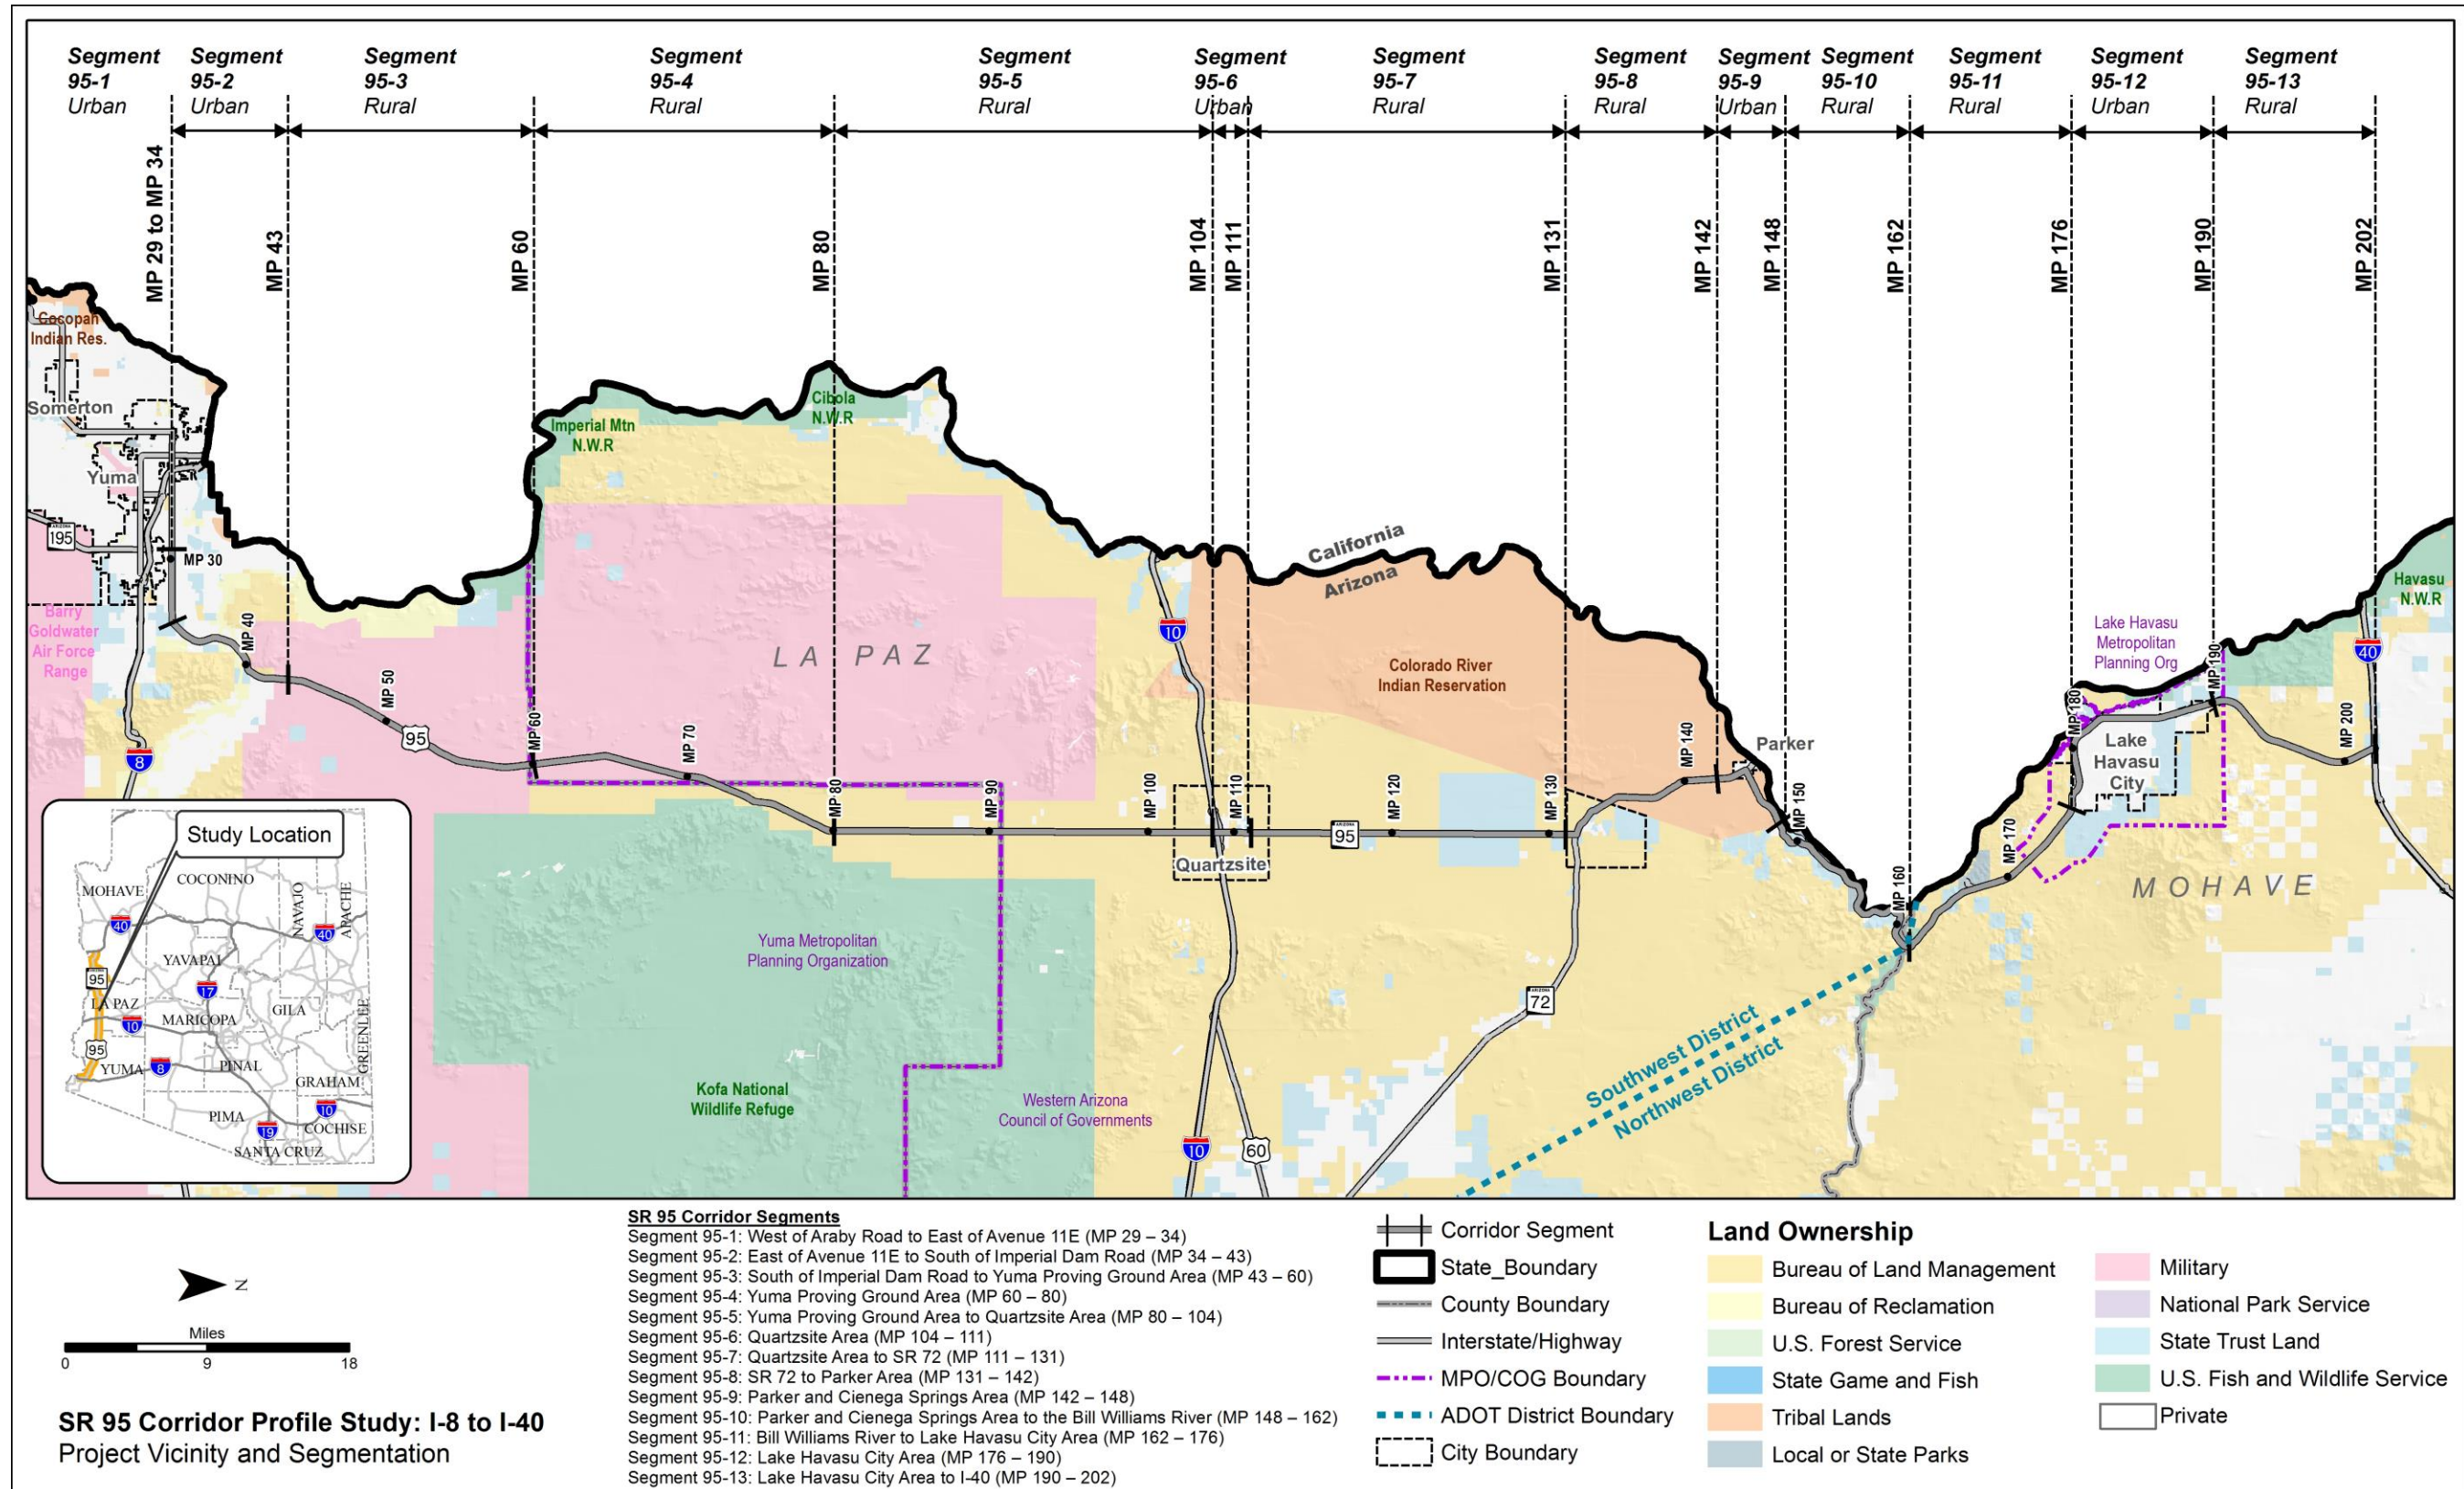 Segment
95-1
Urban
Segment
95-2
Urban
Segment
95-3
Rural
Segment
95-4
Rural
Segment
95-5
Rural
Segment
95-6
Urban
Segment
95-7
Rural
Segment
95-8
Rural
Segment
95-9
Urban
Segment
95-10
Rural
Segment
95-11
Rural
Segment
95-12
Urban
Segment
95-13
Rural
MP 29 to MP 34
MP 43
MP 60
MP 80
MP 104
MP 111
MP 131
MP 142
MP 148
MP 162
MP 176
MP 190
MP 202
Cocopah
Indian Res.
Somerton
Yuma
ARIZONA
195
MP 30
Barry
Goldwater
Air Force
Range
8
MP 40
MP 50
95
MP 60
Imperial Mtn
N.W.R
Cibola
N.W.R
LA PAZ
MP 70
MP 80
MP 90
MP 100
MP 110
Quartzsite
10
California
Arizona
Colorado River
Indian Reservation
ARIZONA
95
MP 120
MP 130
MP 140
Parker
MP 150
MP 160
MP 170
MP 180
MP 190
MP 200
Lake Havasu
Metropolitan
Planning Org
Lake
Havasu
City
Havasu
N.W.R
40
MOHAVE
Yuma Metropolitan
Planning Organization
Kofa National
Wildlife Refuge
Western Arizona
Council of Governments
10
60
ARIZONA
72
Southwest District
Northwest District
Study Location
MOHAVE
COCONINO
NAVAJO
APACHE
40
40
YAVAPAI
95
17
LA PAZ
10
MARICOPA
GILA
GREENLEE
95
YUMA
8
PINAL
GRAHAM
PIMA
10
19
COCHISE
SANTA CRUZ
N
Miles
0 9 18
SR 95 Corridor Profile Study: I-8 to I-40
Project Vicinity and Segmentation
SR 95 Corridor Segments
Segment 95-1: West of Araby Road to East of Avenue 11E (MP 29 – 34)
Segment 95-2: East of Avenue 11E to South of Imperial Dam Road (MP 34 – 43)
Segment 95-3: South of Imperial Dam Road to Yuma Proving Ground Area (MP 43 – 60)
Segment 95-4: Yuma Proving Ground Area (MP 60 – 80)
Segment 95-5: Yuma Proving Ground Area to Quartzsite Area (MP 80 – 104)
Segment 95-6: Quartzsite Area (MP 104 – 111)
Segment 95-7: Quartzsite Area to SR 72 (MP 111 – 131)
Segment 95-8: SR 72 to Parker Area (MP 131 – 142)
Segment 95-9: Parker and Cienega Springs Area (MP 142 – 148)
Segment 95-10: Parker and Cienega Springs Area to the Bill Williams River (MP 148 – 162)
Segment 95-11: Bill Williams River to Lake Havasu City Area (MP 162 – 176)
Segment 95-12: Lake Havasu City Area (MP 176 – 190)
Segment 95-13: Lake Havasu City Area to I-40 (MP 190 – 202)
Corridor Segment
State_Boundary
County Boundary
Interstate/Highway
MPO/COG Boundary
ADOT District Boundary
City Boundary
Land Ownership
Bureau of Land Management
Bureau of Reclamation
U.S. Forest Service
State Game and Fish
Tribal Lands
Local or State Parks
Military
National Park Service
State Trust Land
U.S. Fish and Wildlife Service
Private